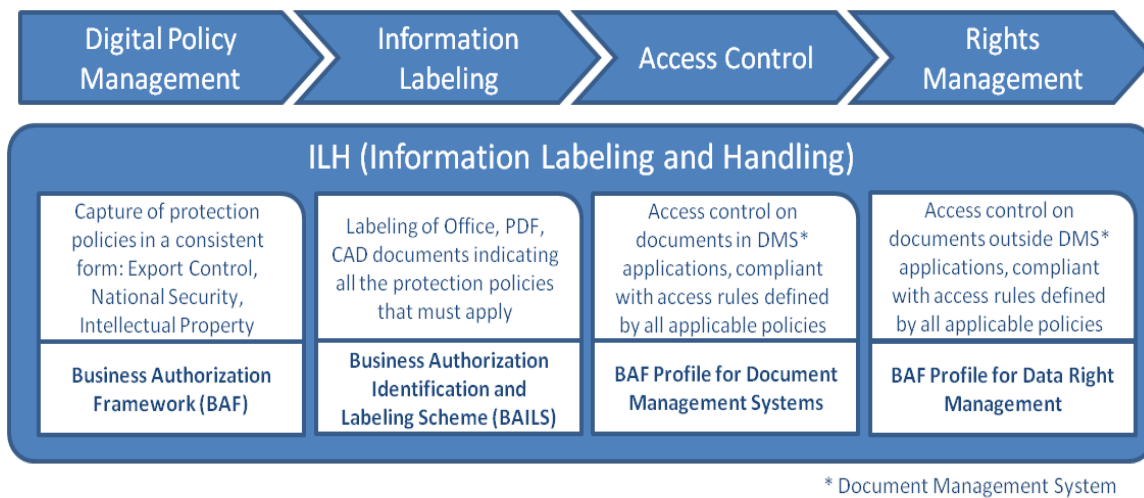 Digital Policy
Management
Information
Labeling
Access Control
Rights
Management
ILH (Information Labeling and Handling)
Capture of protection
policies in a consistent
form: Export Control,
National Security,
Intellectual Property
Business Authorization
Framework (BAF)
Labeling of Office, PDF,
CAD documents indicating
all the protection policies
that must apply
Business Authorization
Identification and
Labeling Scheme (BAILS)
Access control on
documents in DMS*
applications, compliant
with access rules defined
by all applicable policies
BAF Profile for Document
Management Systems
Access control on
documents outside DMS*
applications, compliant
with access rules defined
by all applicable policies
BAF Profile for Data Right
Management
* Document Management System